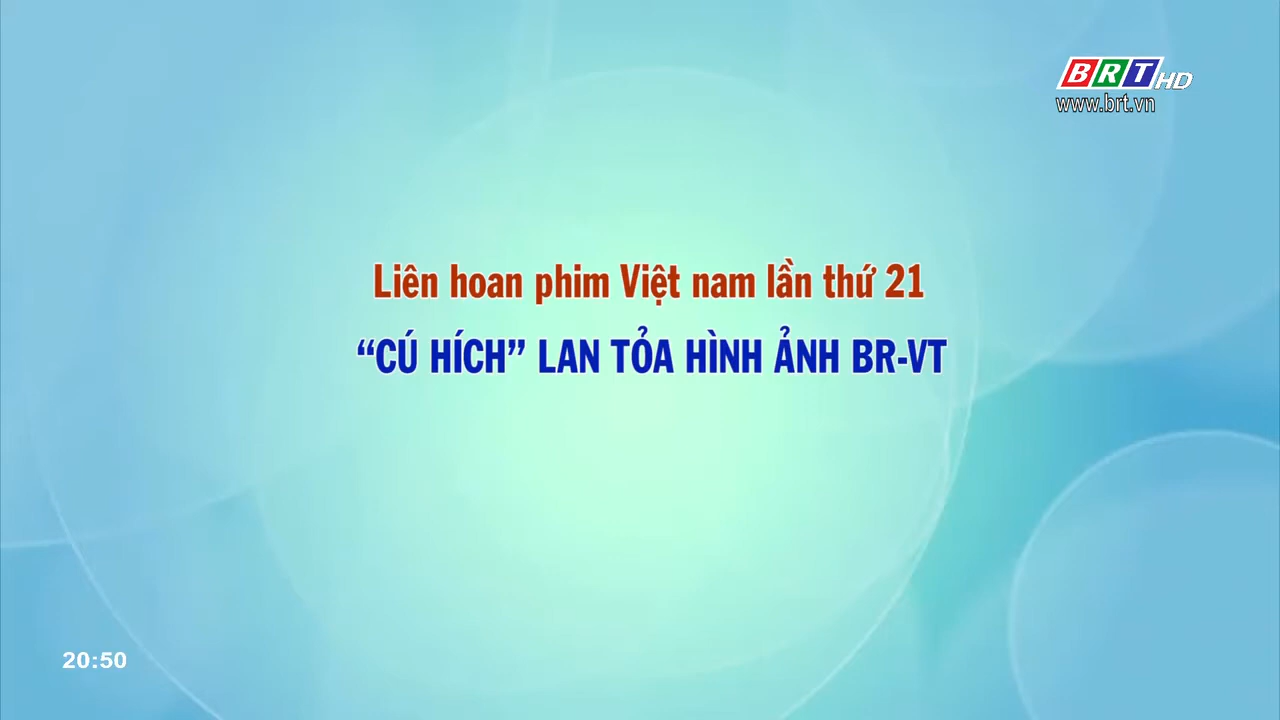 BRT HD
www.brt.vn
Liên hoan phim Việt nam lần thứ 21
“CÚ HÍCH” LAN TỎA HÌNH ẢNH BR-VT
20:50